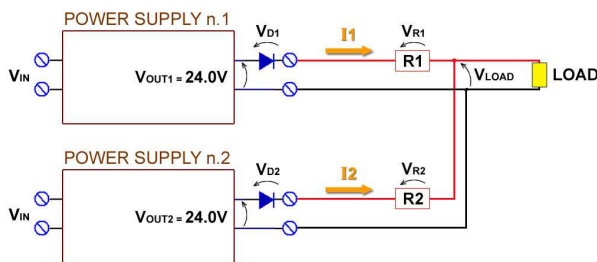 POWER SUPPLY n.1
VD1
I1
VR1
VIN
VOUT1 = 24.0V
R1
VLOAD
LOAD
POWER SUPPLY n.2
VD2
I2
VR2
VIN
VOUT2 = 24.0V
R2